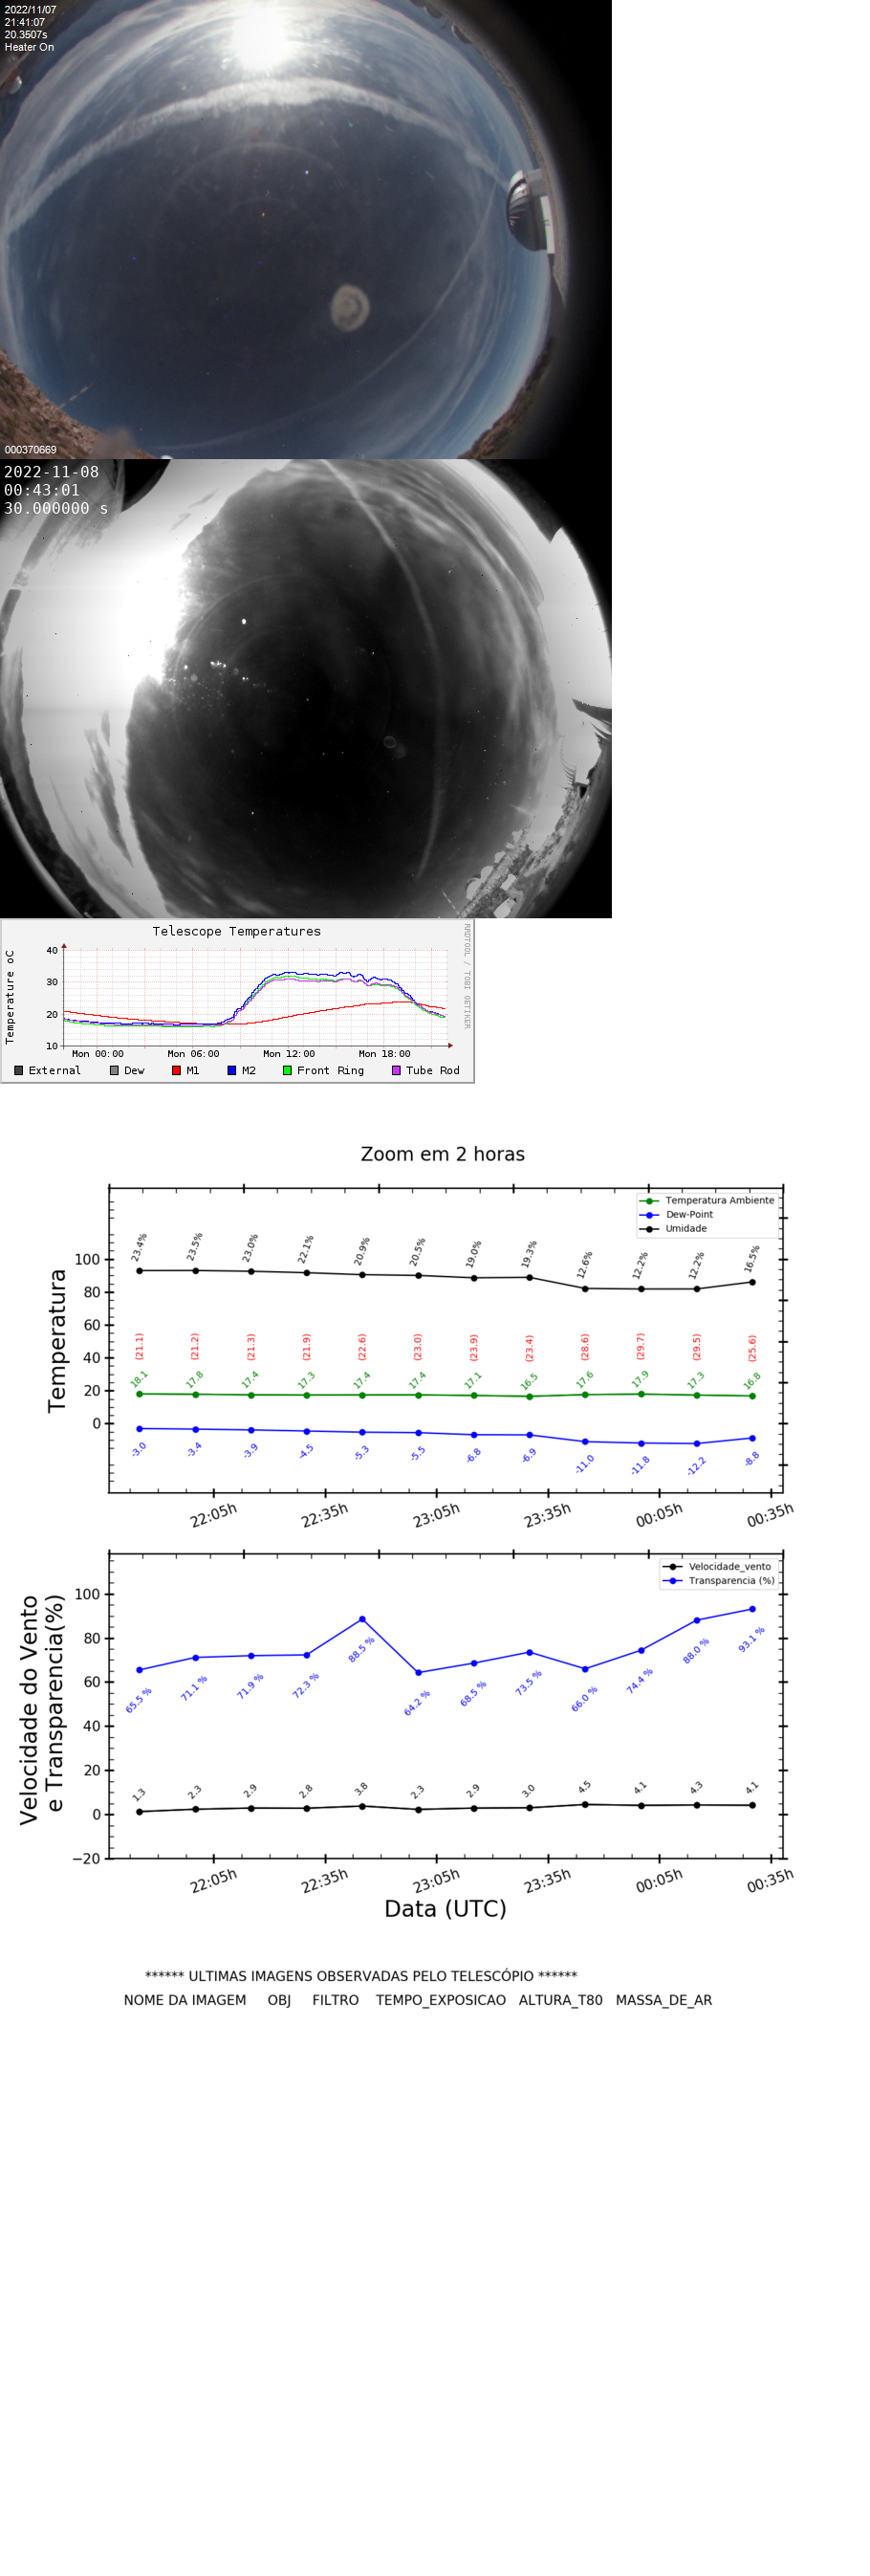 2022/11/07
21:41:07
20.3507s
Heater On
000370669
2022-11-08
00:43:01
30.000000 s
Telescope Temperatures
RRDTOOL / TOBI OETIKER
Temperature oC
40
30
20
10
Mon 00:00 Mon 06:00 Mon 12:00 Mon 18:00
External Dew M1 M2 Front Ring Tube Rod
Zoom em 2 horas
Temperatura Ambiente
Dew-Point
Umidade
Temperatura
100
80
60
40
20
0
23.4% 23.5% 23.0% 22.1% 20.9% 20.5% 19.0% 19.3% 12.6% 12.2% 12.2% 16.5%
(21.1) (21.2) (21.3) (21.9) (22.6) (23.0) (23.9) (23.4) (28.6) (29.7) (29.5) (25.6)
18.1 17.8 17.4 17.3 17.4 17.4 17.1 16.5 17.6 17.9 17.3 16.8
-3.0 -3.4 -3.9 -4.5 -5.3 -5.5 -6.8 -6.9 -11.0 -11.8 -12.2 -8.8
22:05h 22:35h 23:05h 23:35h 00:05h 00:35h
Velocidade_vento
Transparencia (%)
Velocidade do Vento
e Transparencia(%)
100
80
60
40
20
0
−20
65.5 % 71.1 % 71.9 % 72.3 % 88.5 % 64.2 % 68.5 % 73.5 % 66.0 % 74.4 % 88.0 % 93.1 %
1.3 2.3 2.9 2.8 3.8 2.3 2.9 3.0 4.5 4.1 4.3 4.1
22:05h 22:35h 23:05h 23:35h 00:05h 00:35h
Data (UTC)
****** ULTIMAS IMAGENS OBSERVADAS PELO TELESCÓPIO ******
NOME DA IMAGEM OBJ FILTRO TEMPO_EXPOSICAO ALTURA_T80 MASSA_DE_AR